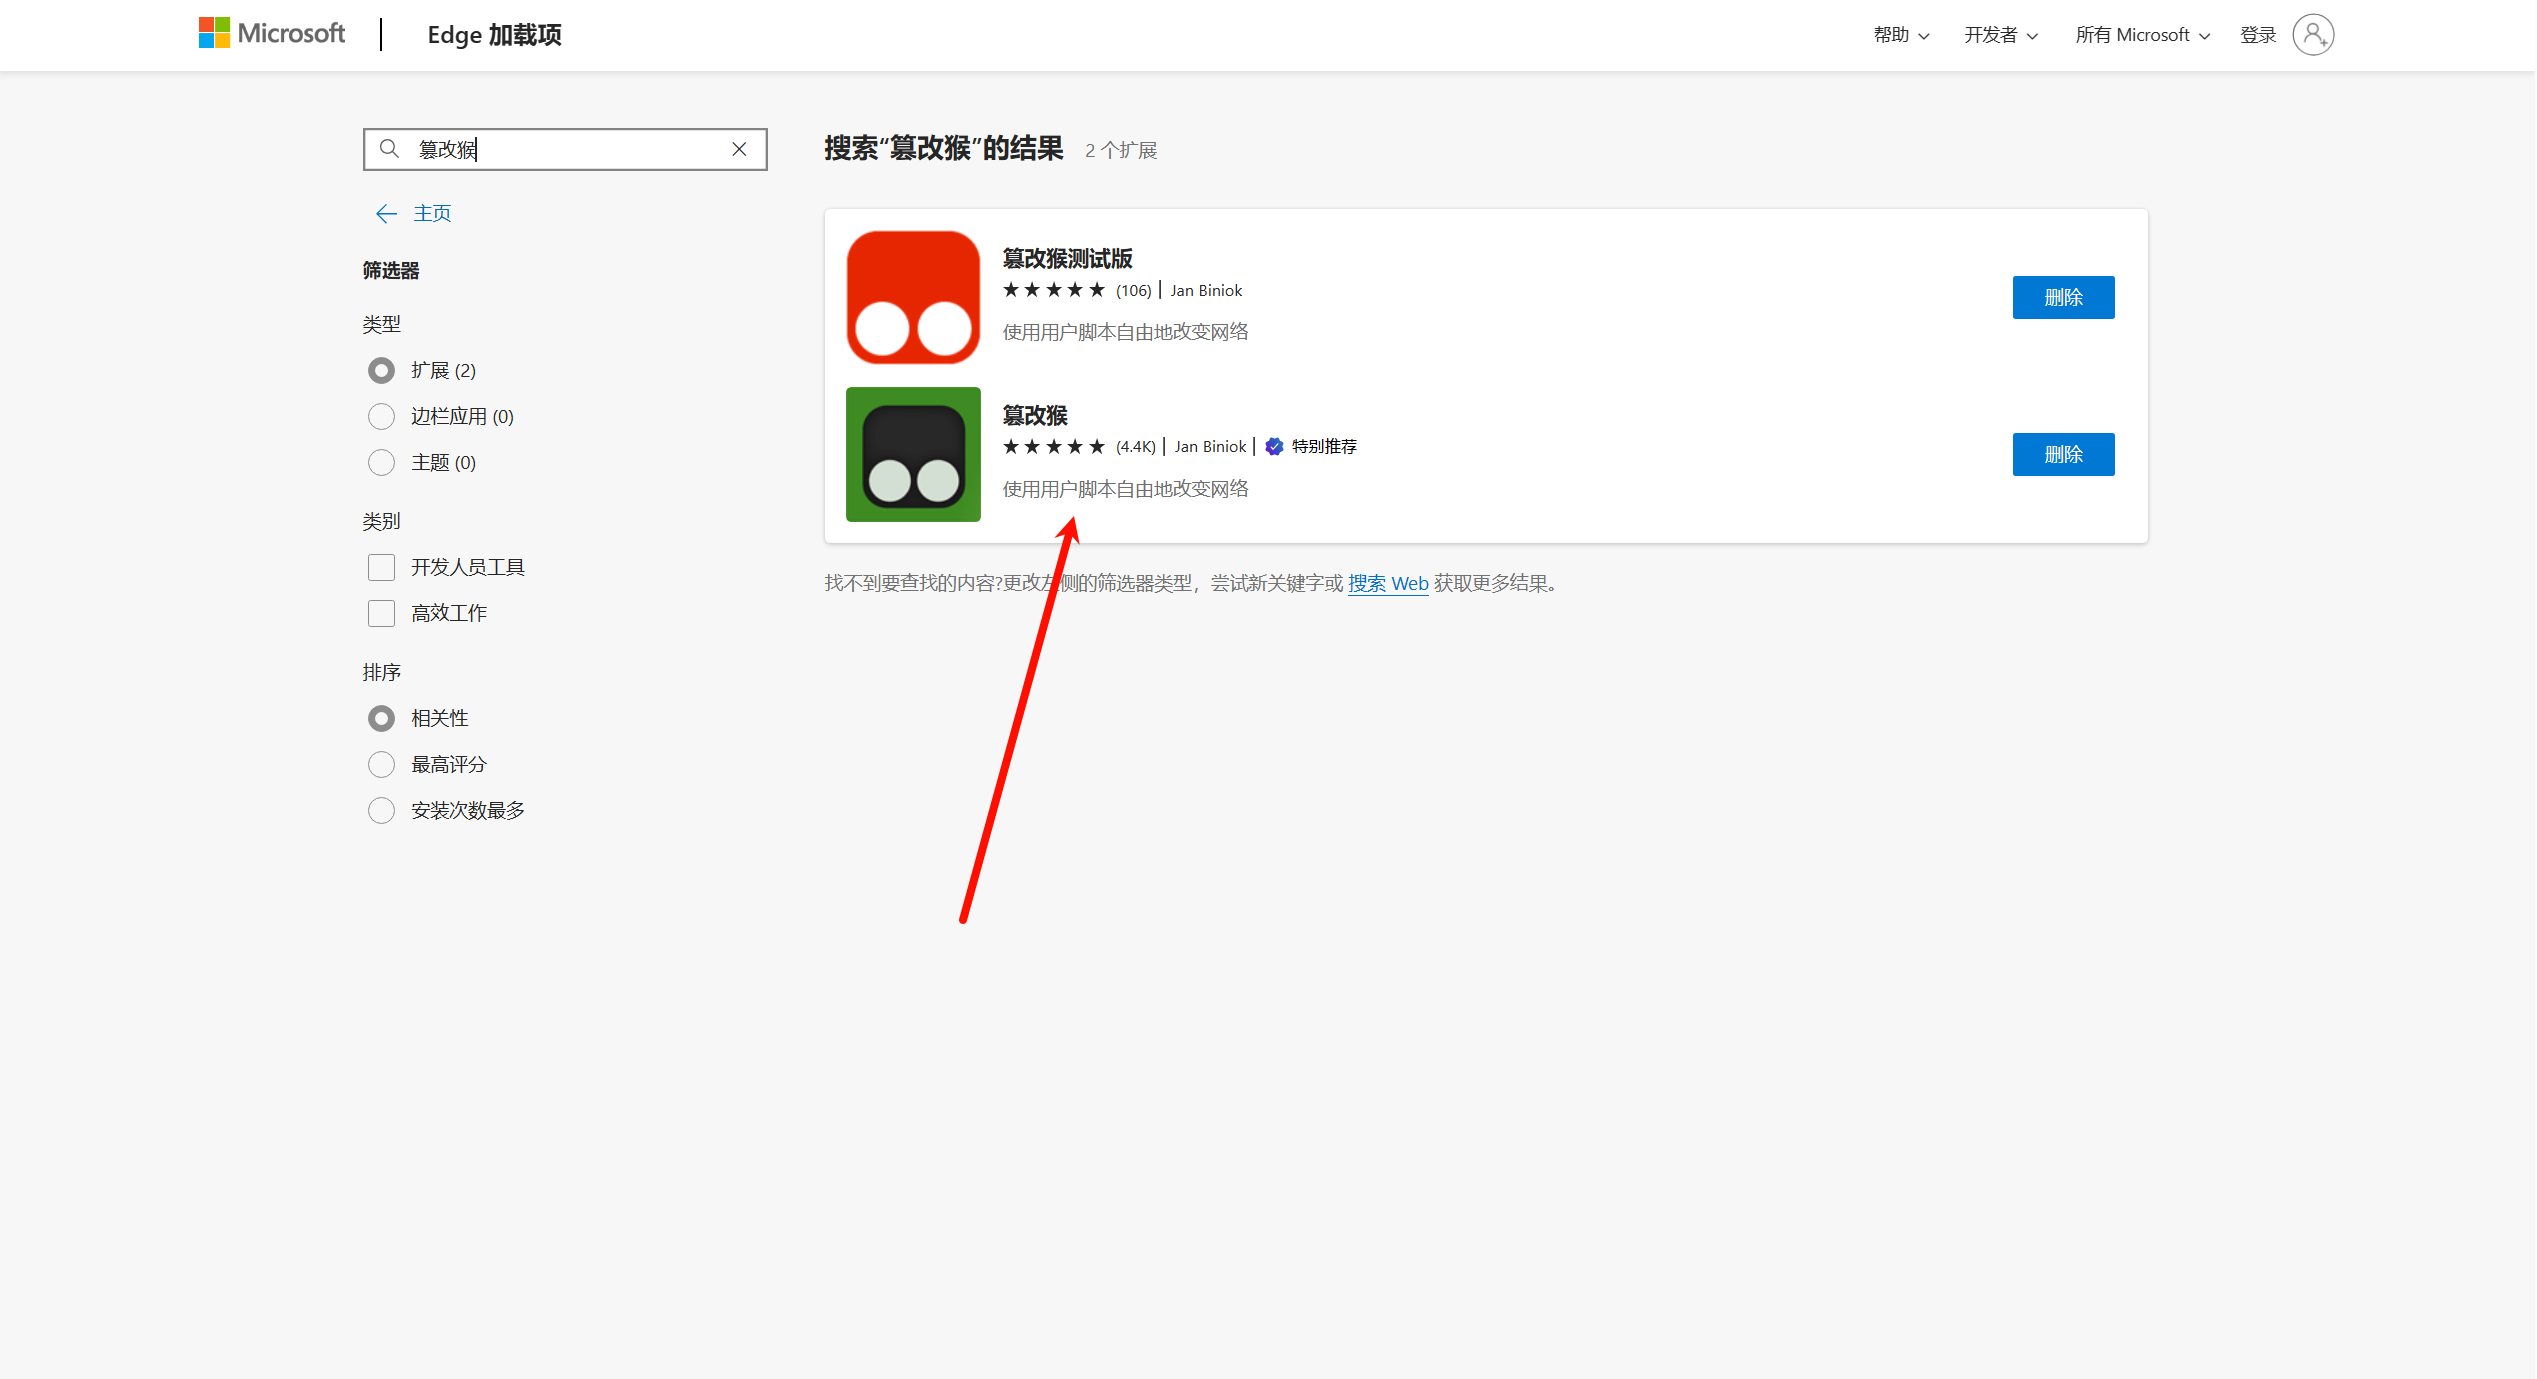 Microsoft
Edge 加载项
帮助
开发者
所有 Microsoft
登录
篡改猴
主页
筛选器
类型
扩展 (2)
边栏应用 (0)
主题 (0)
类别
开发人员工具
高效工作
排序
相关性
最高评分
安装次数最多
搜索“篡改猴”的结果 2 个扩展
篡改猴测试版
(106) | Jan Biniok
使用用户脚本自由地改变网络
删除
篡改猴
(4.4K) | Jan Biniok | 特别推荐
使用用户脚本自由地改变网络
删除
找不到要查找的内容?更改左侧的筛选器类型，尝试新关键字或 搜索 Web 获取更多结果。